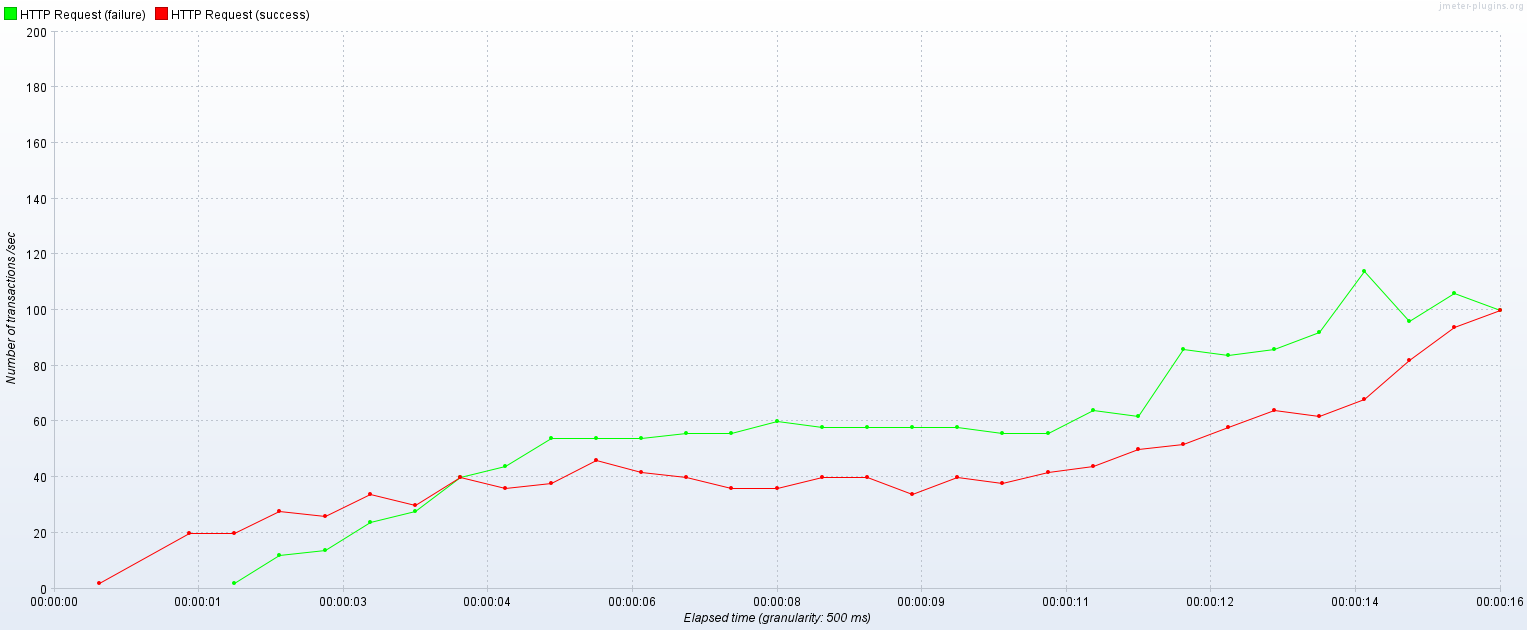 HTTP Request (failure) HTTP Request (success)
jmeter-plugins.org
200
180
160
140
120
100
80
60
40
20
0
Number of transactions /sec
00:00:00 00:00:01 00:00:03 00:00:04 00:00:06 00:00:08 00:00:09 00:00:11 00:00:12 00:00:14 00:00:16
Elapsed time (granularity: 500 ms)